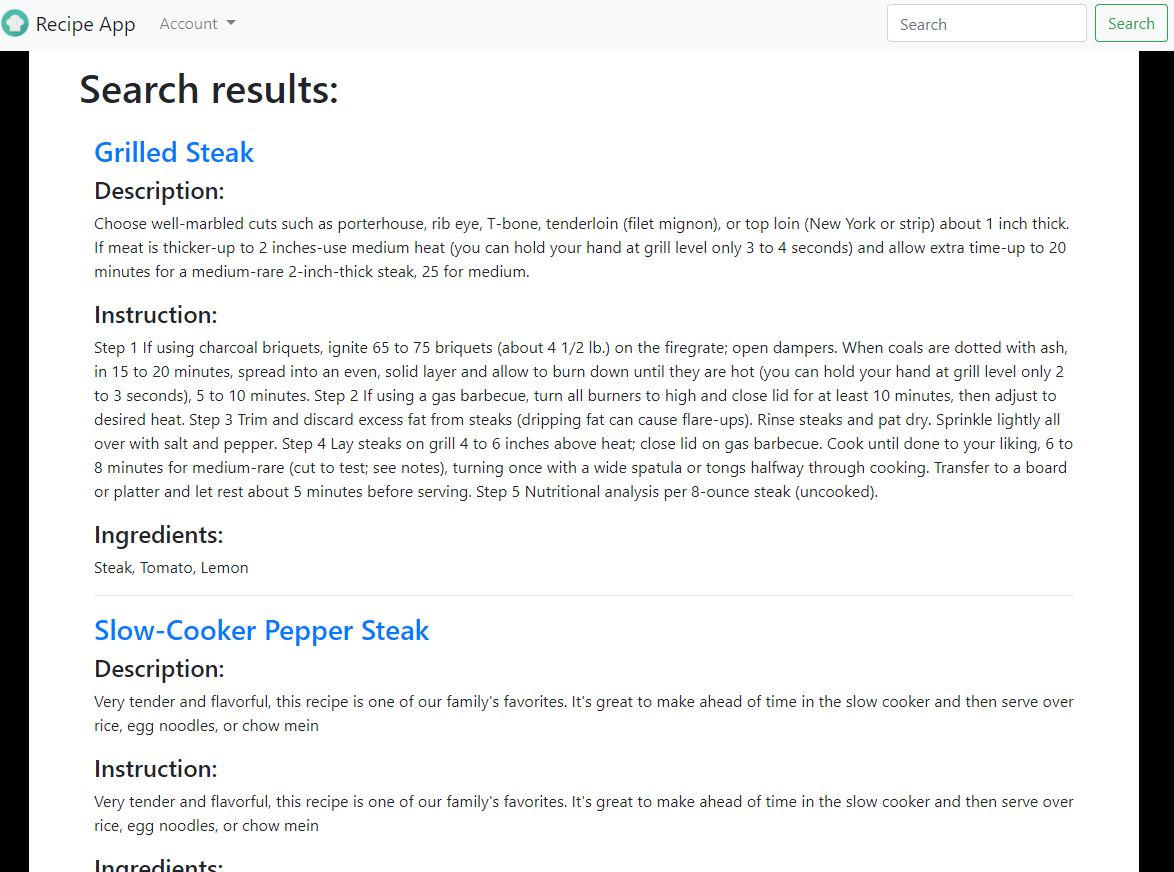 Recipe App Account Search Search
Search results:
Grilled Steak
Description:
Choose well-marbled cuts such as porterhouse, rib eye, T-bone, tenderloin (filet mignon), or top loin (New York or strip) about 1 inch thick.
If meat is thicker-up to 2 inches-use medium heat (you can hold your hand at grill level only 3 to 4 seconds) and allow extra time-up to 20
minutes for a medium-rare 2-inch-thick steak, 25 for medium.
Instruction:
Step 1 If using charcoal briquets, ignite 65 to 75 briquets (about 4 1/2 lb.) on the firegrate; open dampers. When coals are dotted with ash,
in 15 to 20 minutes, spread into an even, solid layer and allow to burn down until they are hot (you can hold your hand at grill level only 2
to 3 seconds), 5 to 10 minutes. Step 2 If using a gas barbecue, turn all burners to high and close lid for at least 10 minutes, then adjust to
desired heat. Step 3 Trim and discard excess fat from steaks (dripping fat can cause flare-ups). Rinse steaks and pat dry. Sprinkle lightly all
over with salt and pepper. Step 4 Lay steaks on grill 4 to 6 inches above heat; close lid on gas barbecue. Cook until done to your liking, 6 to
8 minutes for medium-rare (cut to test; see notes), turning once with a wide spatula or tongs halfway through cooking. Transfer to a board
or platter and let rest about 5 minutes before serving. Step 5 Nutritional analysis per 8-ounce steak (uncooked).
Ingredients:
Steak, Tomato, Lemon
Slow-Cooker Pepper Steak
Description:
Very tender and flavorful, this recipe is one of our family's favorites. It's great to make ahead of time in the slow cooker and then serve over
rice, egg noodles, or chow mein
Instruction:
Very tender and flavorful, this recipe is one of our family's favorites. It's great to make ahead of time in the slow cooker and then serve over
rice, egg noodles, or chow mein
Ingredients: